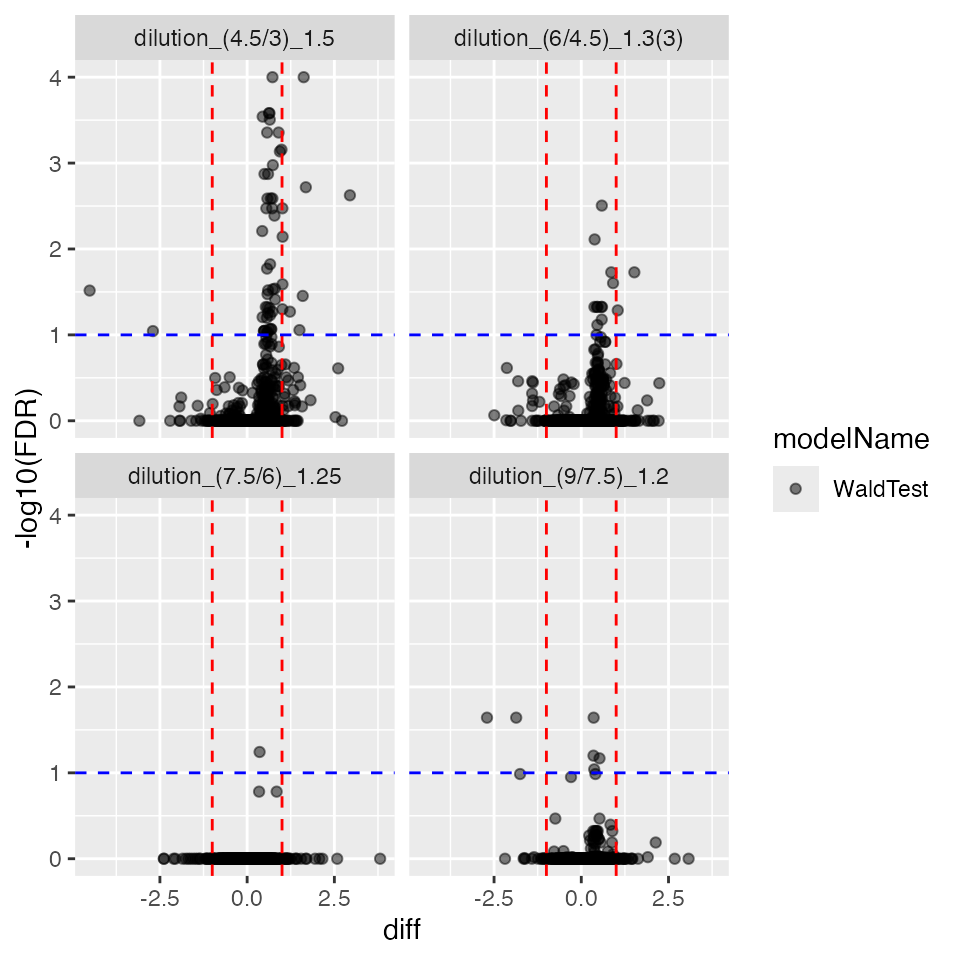 dilution_(4.5/3)_1.5
dilution_(6/4.5)_1.3(3)
4
3
2
1
0
dilution_(7.5/6)_1.25
dilution_(9/7.5)_1.2
4
3
2
1
0
-2.5
0.0
2.5
-2.5
0.0
2.5
diff
-log10(FDR)
modelName
WaldTest